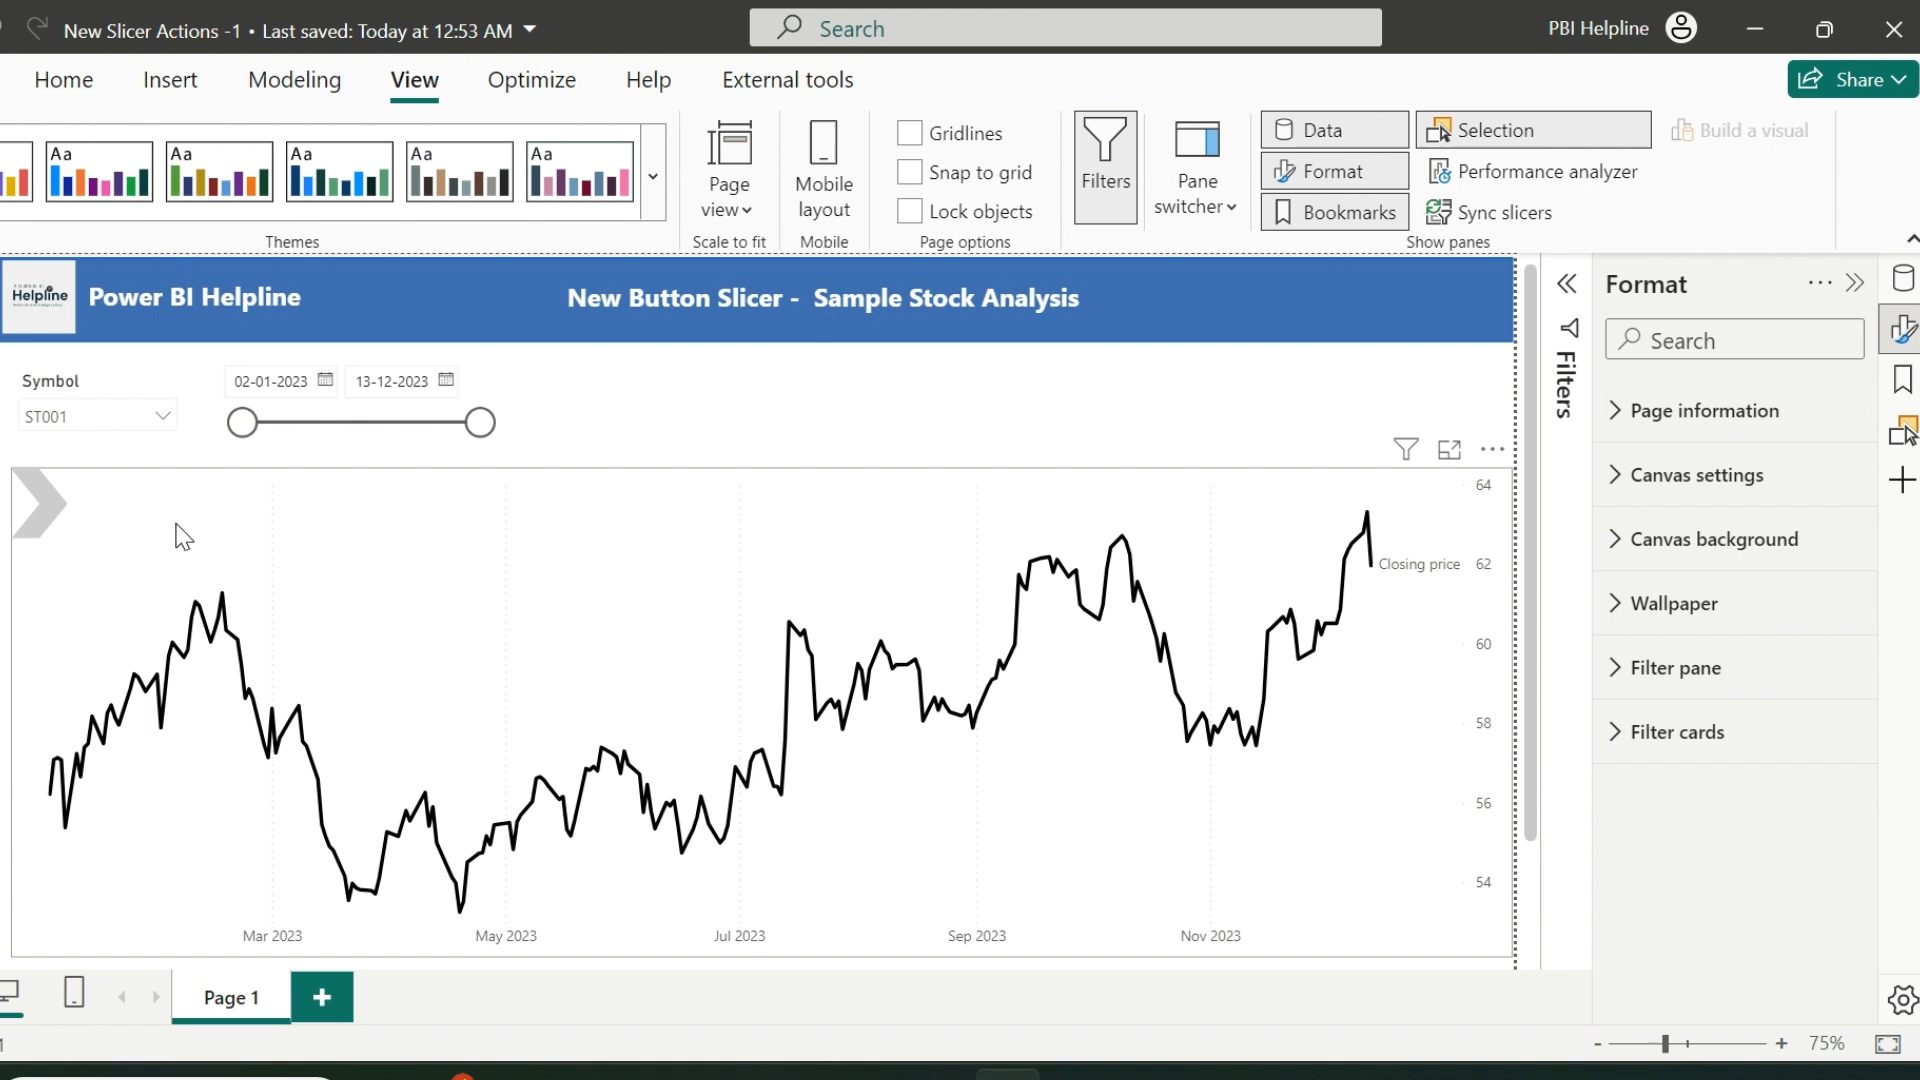 New Slicer Actions -1 • Last saved: Today at 12:53 AM
Search
PBI Helpline
Home Insert Modeling View Optimize Help External tools
Share
Aa Aa Aa Aa Aa
Themes
Page view
Scale to fit
Mobile layout
Mobile
Gridlines
Snap to grid
Lock objects
Page options
Filters
Pane switcher
Data
Format
Bookmarks
Selection
Performance analyzer
Sync slicers
Show panes
Build a visual
Helpline
Power BI Helpline
New Button Slicer - Sample Stock Analysis
Symbol
ST001
02-01-2023
13-12-2023
64
62
60
58
56
54
Closing price
Mar 2023 May 2023 Jul 2023 Sep 2023 Nov 2023
Filters
Format
Search
Page information
Canvas settings
Canvas background
Wallpaper
Filter pane
Filter cards
Page 1
75%